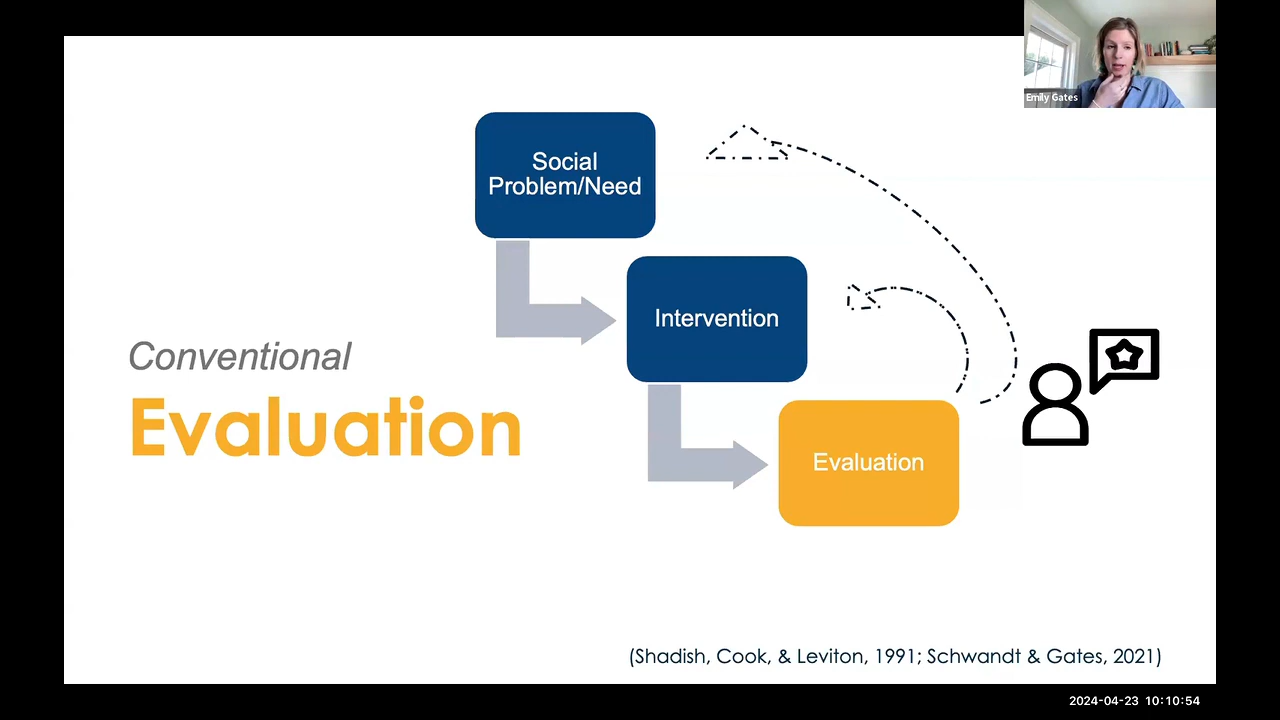 Emily Gates
Social
Problem/Need
Intervention
Conventional
Evaluation
Evaluation
(Shadish, Cook, & Leviton, 1991; Schwandt & Gates, 2021)
2024-04-23 10:10:54